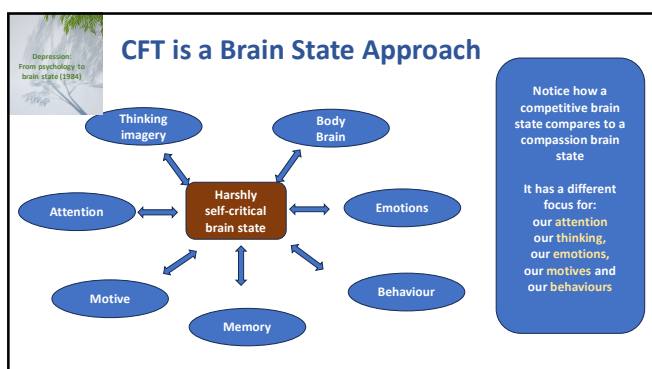 Depression:
From psychology to
brain state (1984)
CFT is a Brain State Approach
Thinking
imagery
Body
Brain
Attention
Harshly
self-critical
brain state
Emotions
Motive
Memory
Behaviour
Notice how a
competitive brain
state compares to a
compassion brain
state
It has a different
focus for:
our attention
our thinking,
our emotions,
our motives and
our behaviours